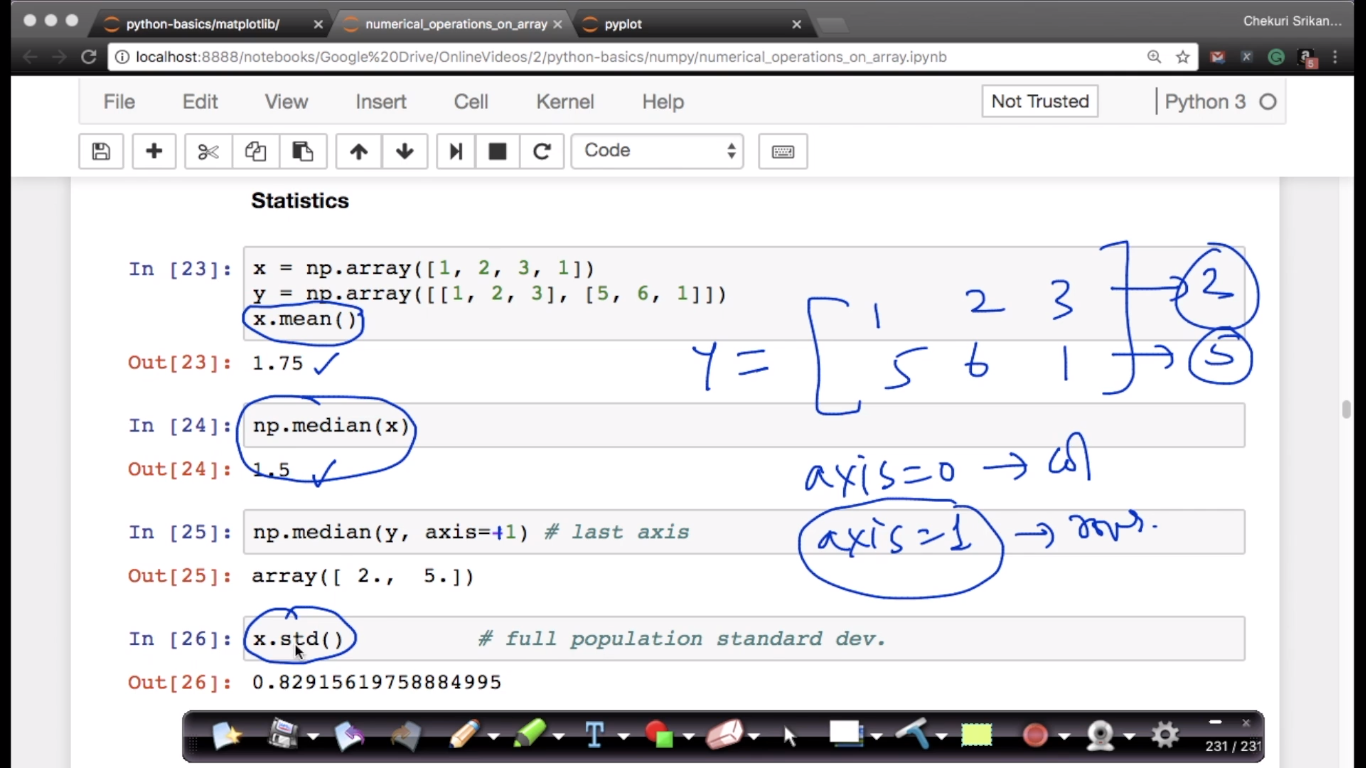 python-basics/matplotlib/
numerical_operations_on_array
pyplot
Chekuri Srikan...
localhost:8888/notebooks/Google%20Drive/OnlineVideos/2/python-basics/numpy/numerical_operations_on_array.ipynb
File Edit View Insert Cell Kernel Help Not Trusted Python 3
Code
Statistics
In [23]: x = np.array([1, 2, 3, 1])
y = np.array([[1, 2, 3], [5, 6, 1]])
x.mean()
Out[23]: 1.75
1 2 3 → 2
Y =
5 6 1 → 5
In [24]: np.median(x)
Out[24]: 1.5
axis=0 → col
In [25]: np.median(y, axis=-1) # last axis
axis=1 → rows.
Out[25]: array([ 2., 5.])
In [26]: x.std() # full population standard dev.
Out[26]: 0.82915619758884995
T
231 / 231